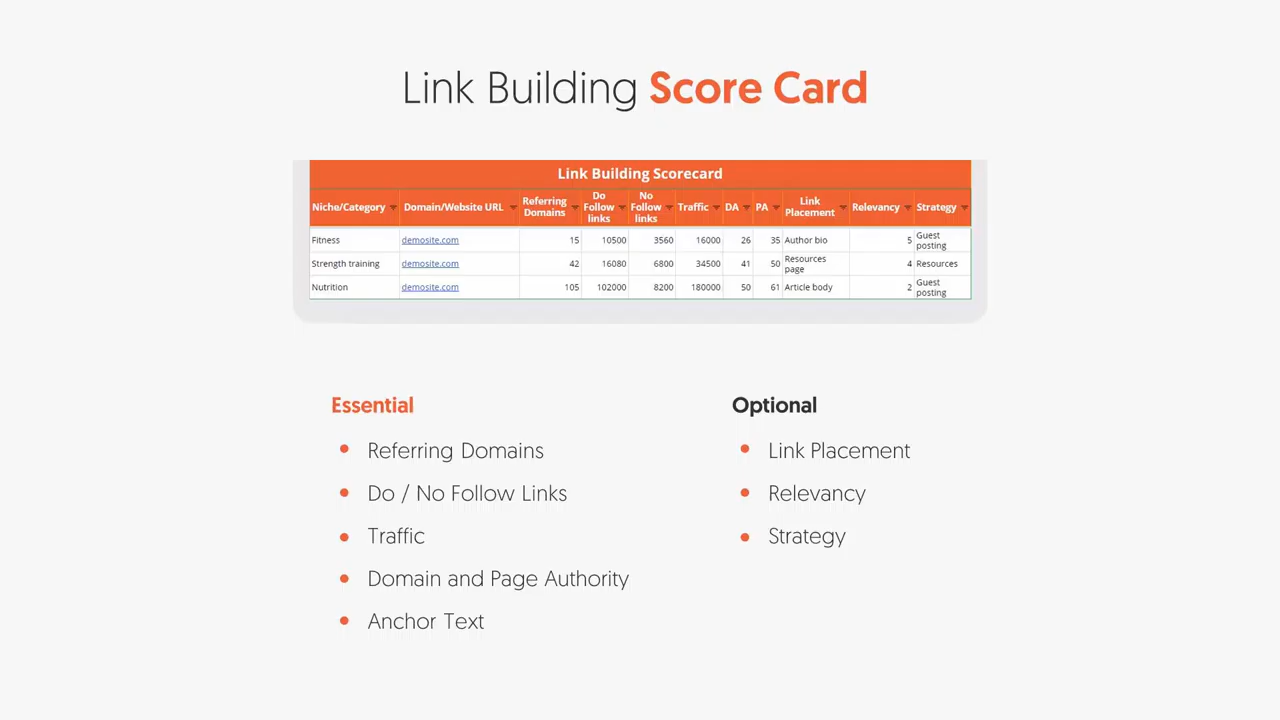 Link Building Score Card
Link Building Scorecard
Niche/Category Domain/Website URL Referring Domains Do Follow links No Follow links Traffic DA PA Link Placement Relevancy Strategy
Fitness demosite.com 15 10500 3560 16000 26 35 Author bio 5 Guest posting
Strength training demosite.com 42 16080 6800 34500 41 50 Resources page 4 Resources
Nutrition demosite.com 105 102000 8200 180000 50 61 Article body 2 Guest posting
Essential
• Referring Domains
• Do / No Follow Links
• Traffic
• Domain and Page Authority
• Anchor Text
Optional
• Link Placement
• Relevancy
• Strategy